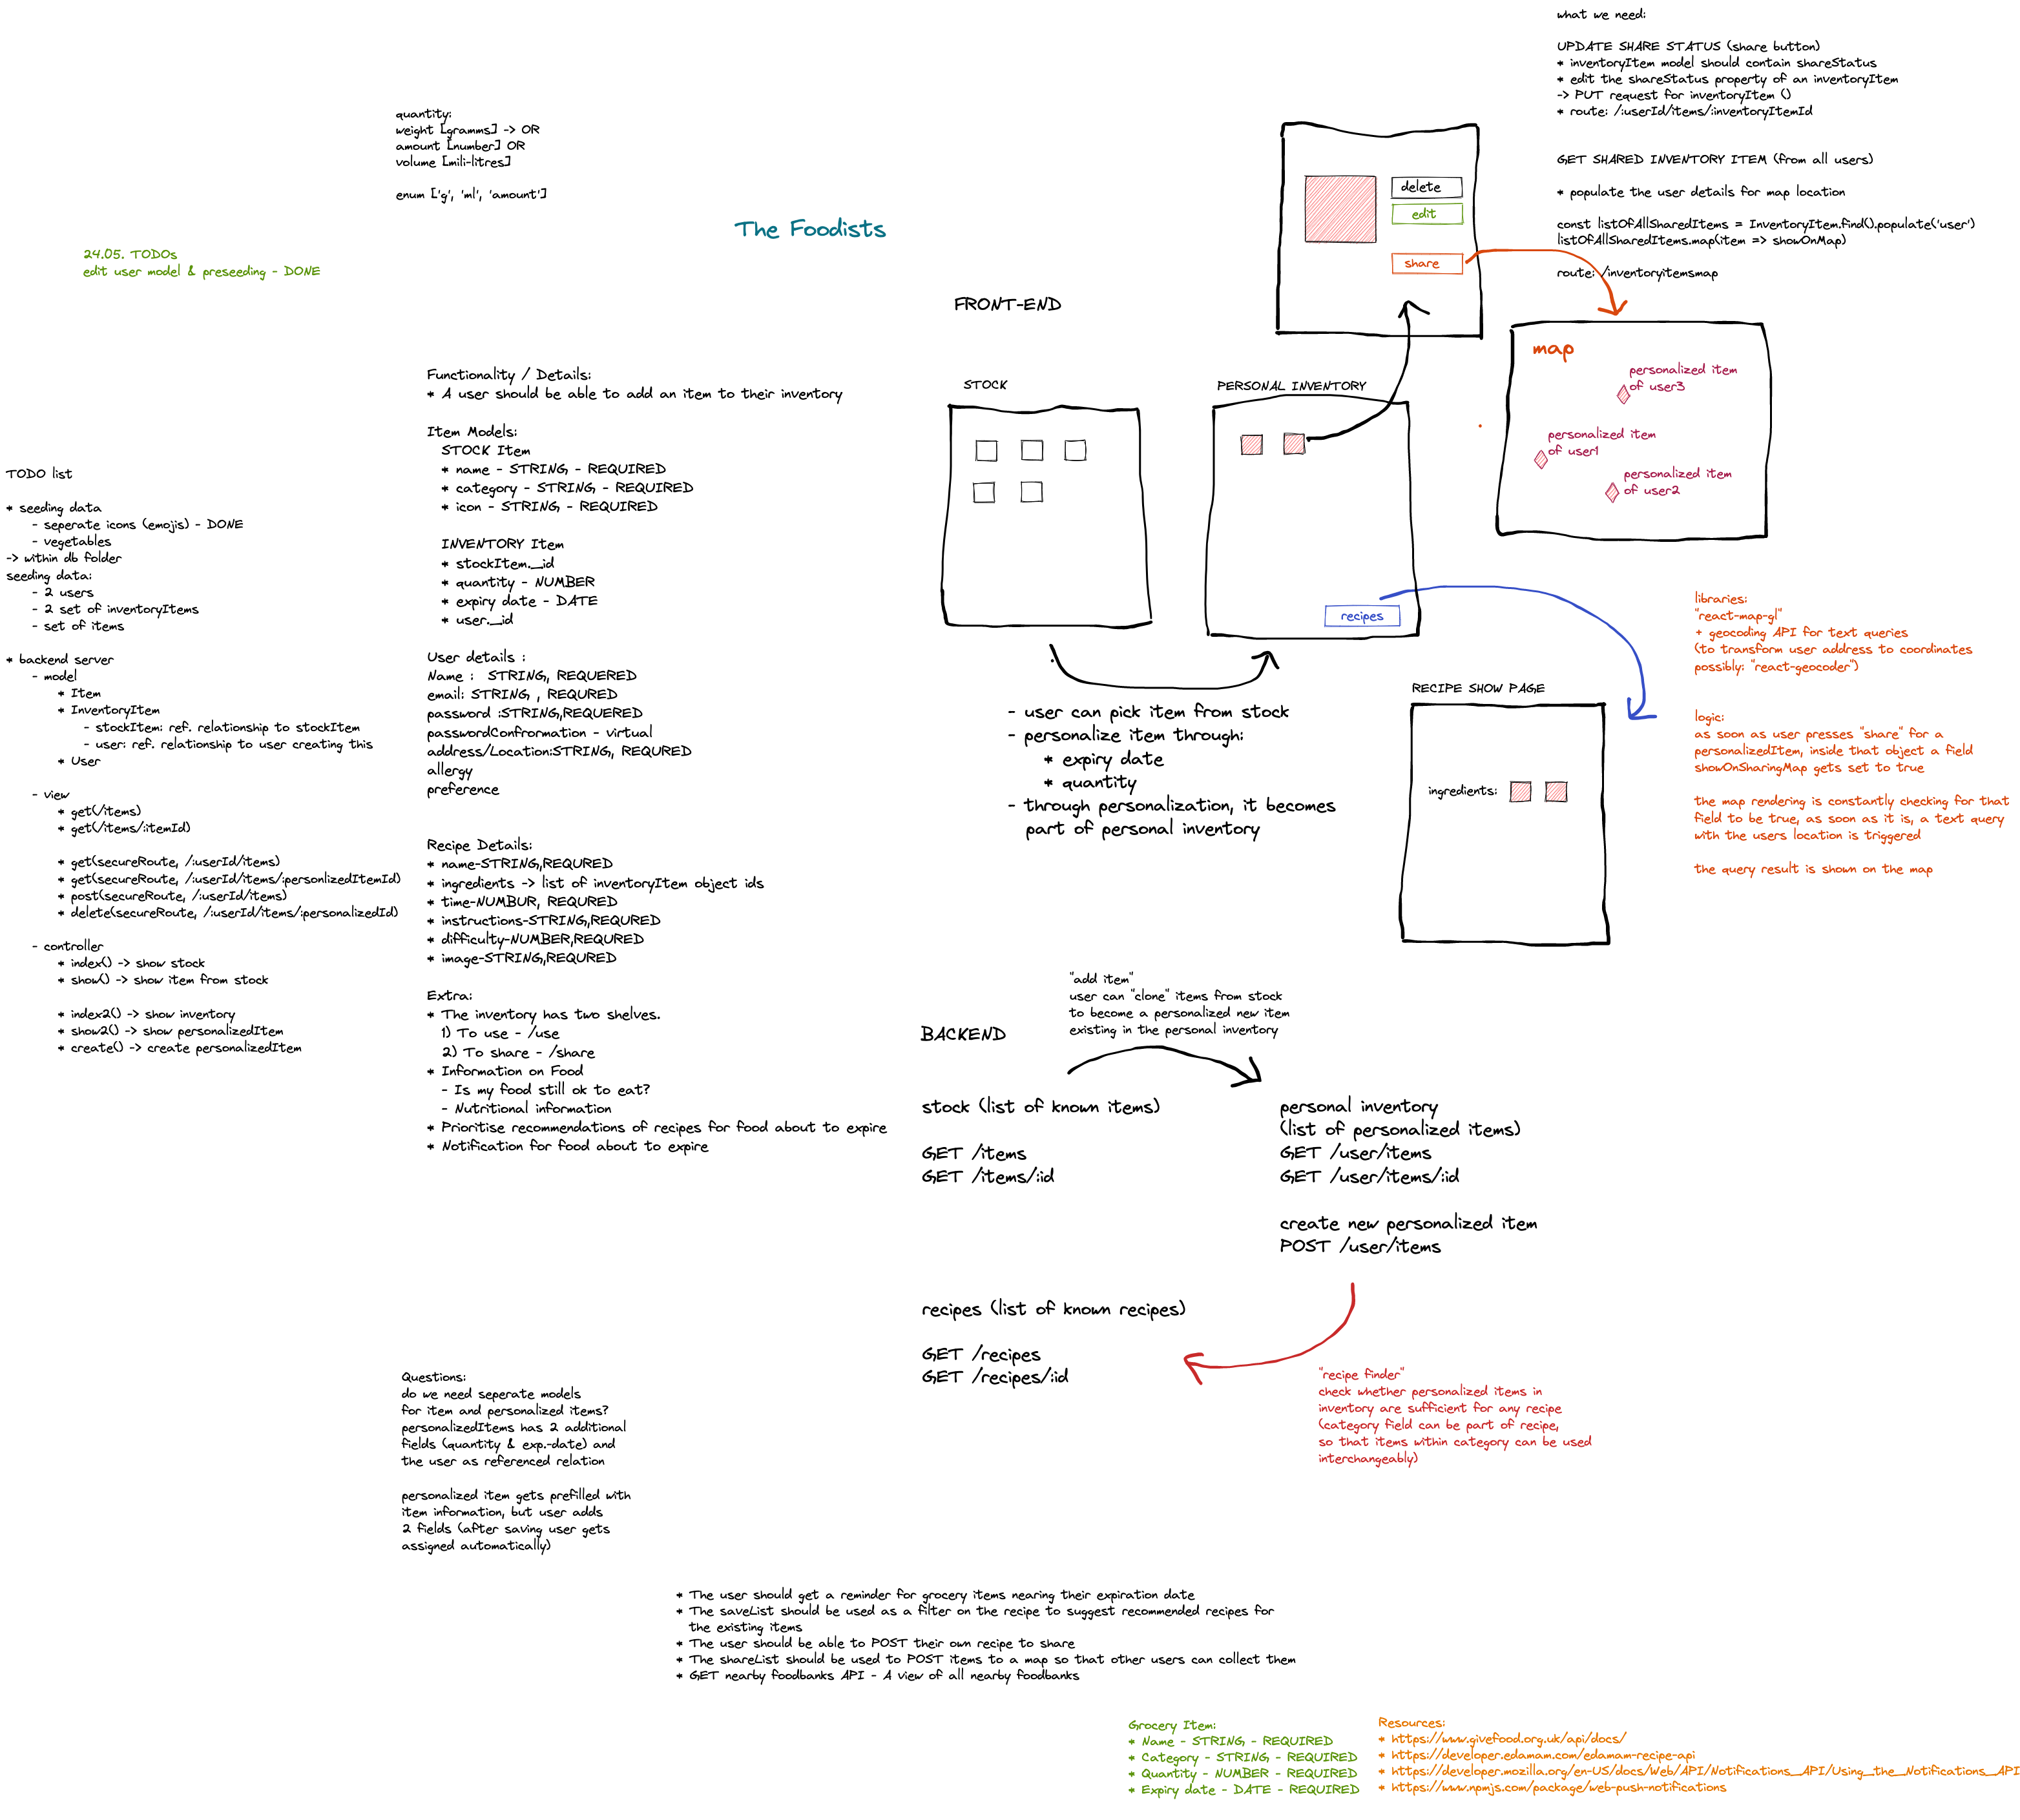 what we need:
UPDATE SHARE STATUS (share button)
* inventoryItem model should contain shareStatus
* edit the shareStatus property of an inventoryItem
-> PUT request for inventoryItem ()
* route: /:userId/items/:inventoryItemId
GET SHARED INVENTORY ITEM (from all users)
* populate the user details for map location
const listOfAllSharedItems = InventoryItem.find().populate('user')
listOfAllSharedItems.map(item => showOnMap)
route: /inventoryitemsmap
quantity:
weight [gramms] -> OR
amount [number] OR
volume [mili-litres]
enum ['g', 'ml', 'amount']
The Foodists
24.05. TODOs
edit user model & preseeding - DONE
delete
edit
share
FRONT-END
map
personalized item
of user3
personalized item
of user1
personalized item
of user2
STOCK
PERSONAL INVENTORY
recipes
Functionality / Details:
* A user should be able to add an item to their inventory
Item Models:
STOCK Item
* name - STRING - REQUIRED
* category - STRING - REQUIRED
* icon - STRING - REQUIRED
INVENTORY Item
* stockItem._id
* quantity - NUMBER
* expiry date - DATE
* user._id
User details :
Name : STRING, REQUERED
email: STRING , REQURED
password :STRING,REQUERED
passwordConfrormation - virtual
address/Location:STRING, REQURED
allergy
preference
Recipe Details:
* name-STRING,REQURED
* ingredients -> list of inventoryItem object ids
* time-NUMBUR, REQURED
* instructions-STRING,REQURED
* difficulty-NUMBER,REQURED
* image-STRING,REQURED
Extra:
* The inventory has two shelves.
1) To use - /use
2) To share - /share
* Information on Food
- Is my food still ok to eat?
- Nutritional information
* Prioritise recommendations of recipes for food about to expire
* Notification for food about to expire
TODO list
* seeding data
- seperate icons (emojis) - DONE
- vegetables
-> within db folder
seeding data:
- 2 users
- 2 set of inventoryItems
- set of items
* backend server
- model
* Item
* InventoryItem
- stockItem: ref. relationship to stockItem
- user: ref. relationship to user creating this
* User
- view
* get(/items)
* get(/items/:itemId)
* get(secureRoute, /:userId/items)
* get(secureRoute, /:userId/items/:personlizedItemId)
* post(secureRoute, /:userId/items)
* delete(secureRoute, /:userId/items/:personalizedId)
- controller
* index() -> show stock
* show() -> show item from stock
* index2() -> show inventory
* show2() -> show personalizedItem
* create() -> create personalizedItem
- user can pick item from stock
- personalize item through:
* expiry date
* quantity
- through personalization, it becomes
part of personal inventory
libraries:
"react-map-gl"
+ geocoding API for text queries
(to transform user address to coordinates
possibly: "react-geocoder")
logic:
as soon as user presses "share" for a
personalizedItem, inside that object a field
showOnSharingMap gets set to true
the map rendering is constantly checking for that
field to be true, as soon as it is, a text query
with the users location is triggered
the query result is shown on the map
RECIPE SHOW PAGE
ingredients:
"add item"
user can "clone" items from stock
to become a personalized new item
existing in the personal inventory
BACKEND
stock (list of known items)
GET /items
GET /items/:id
personal inventory
(list of personalized items)
GET /user/items
GET /user/items/:id
create new personalized item
POST /user/items
recipes (list of known recipes)
GET /recipes
GET /recipes/:id
"recipe finder"
check whether personalized items in
inventory are sufficient for any recipe
(category field can be part of recipe,
so that items within category can be used
interchangeably)
Questions:
do we need seperate models
for item and personalized items?
personalizedItems has 2 additional
fields (quantity & exp.-date) and
the user as referenced relation
personalized item gets prefilled with
item information, but user adds
2 fields (after saving user gets
assigned automatically)
* The user should get a reminder for grocery items nearing their expiration date
* The saveList should be used as a filter on the recipe to suggest recommended recipes for
the existing items
* The user should be able to POST their own recipe to share
* The shareList should be used to POST items to a map so that other users can collect them
* GET nearby foodbanks API - A view of all nearby foodbanks
Grocery Item:
* Name - STRING - REQUIRED
* Category - STRING - REQUIRED
* Quantity - NUMBER - REQUIRED
* Expiry date - DATE - REQUIRED
Resources:
* https://www.givefood.org.uk/api/docs/
* https://developer.edamam.com/edamam-recipe-api
* https://developer.mozilla.org/en-US/docs/Web/API/Notifications_API/Using_the_Notifications_API
* https://www.npmjs.com/package/web-push-notifications